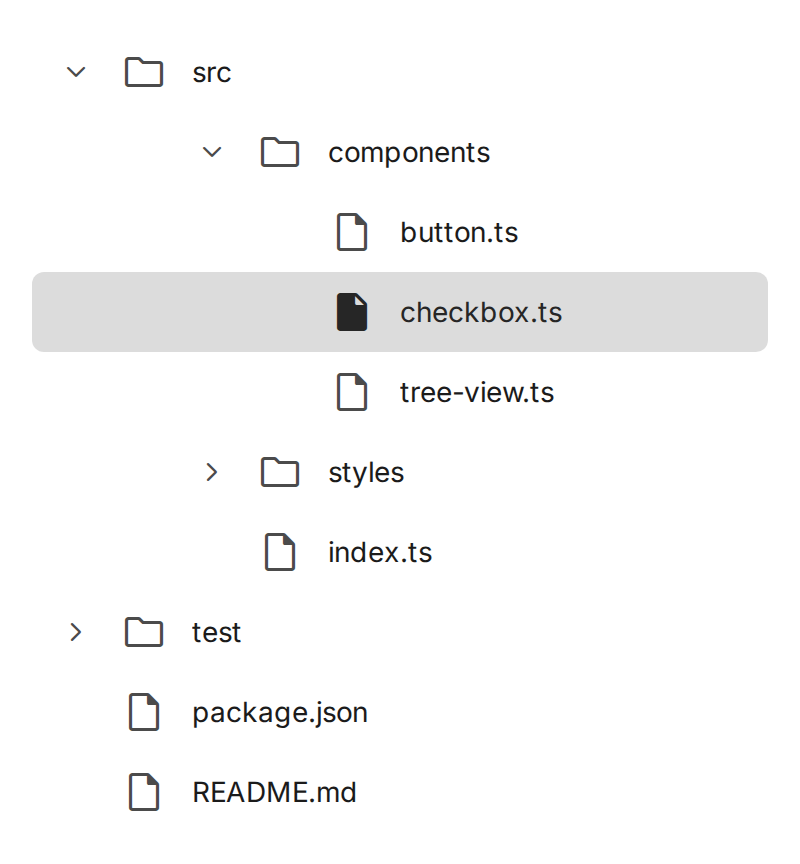 src
components
button.ts
checkbox.ts
tree-view.ts
styles
index.ts
test
package.json
README.md